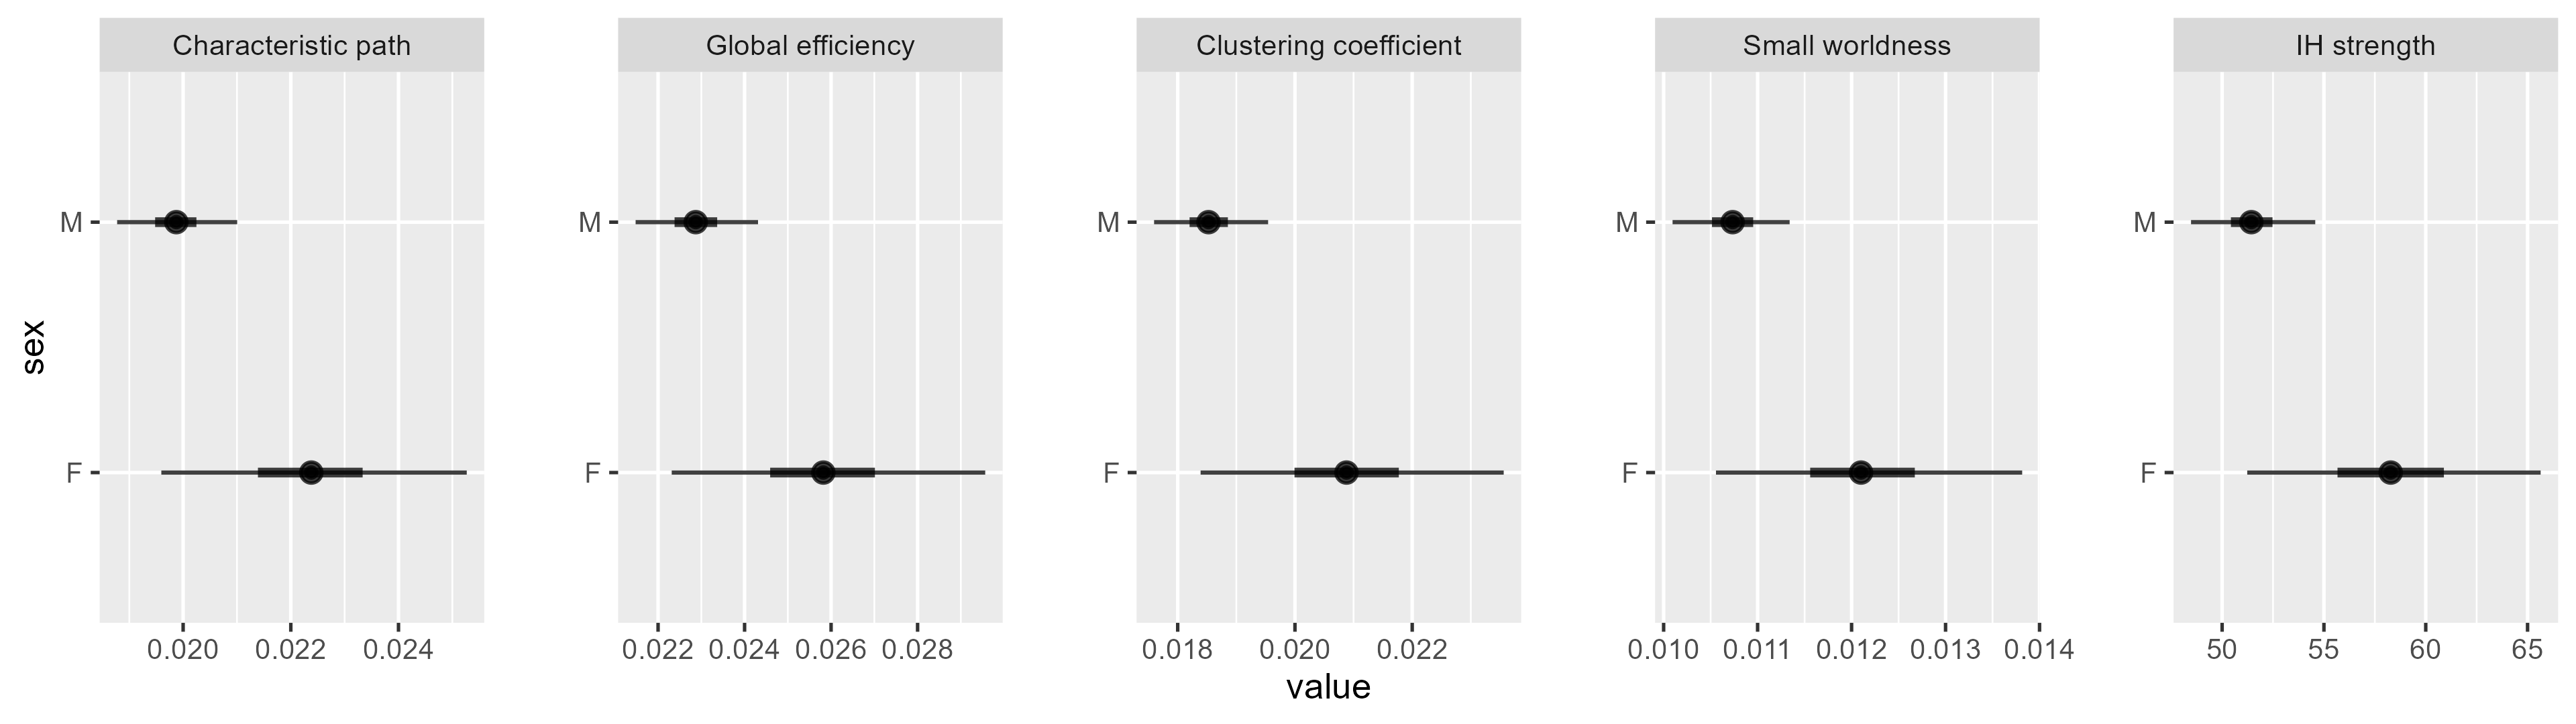 Characteristic path
Global efficiency
Clustering coefficient
Small worldness
IH strength
sex
M
F
M
F
M
F
M
F
M
F
0.020 0.022 0.024
0.022 0.024 0.026 0.028
0.018 0.020 0.022
0.010 0.011 0.012 0.013 0.014
50 55 60 65
value